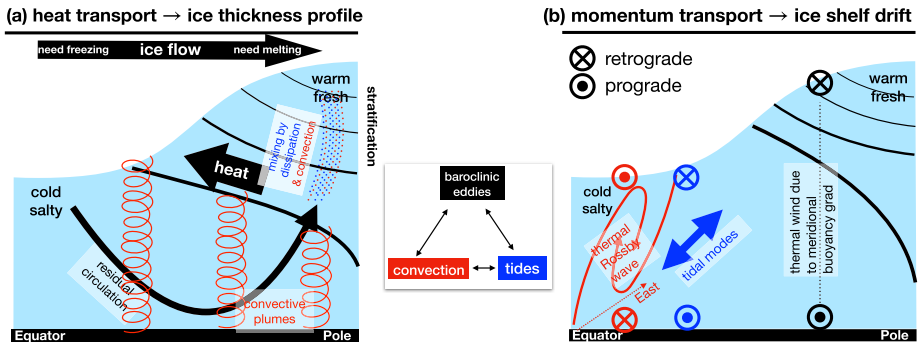 (a) heat transport → ice thickness profile
need freezing ice flow need melting
warm
fresh
stratification
mixing by
dissipation
& convection
heat
cold
salty
residual
circulation
convective
plumes
Equator
Pole
baroclinic
eddies
convection
tides
(b) momentum transport → ice shelf drift
retrograde
prograde
warm
fresh
cold
salty
thermal
Rossby
wave
East
tidal modes
thermal wind due
to meridional
buoyancy grad
Equator
Pole